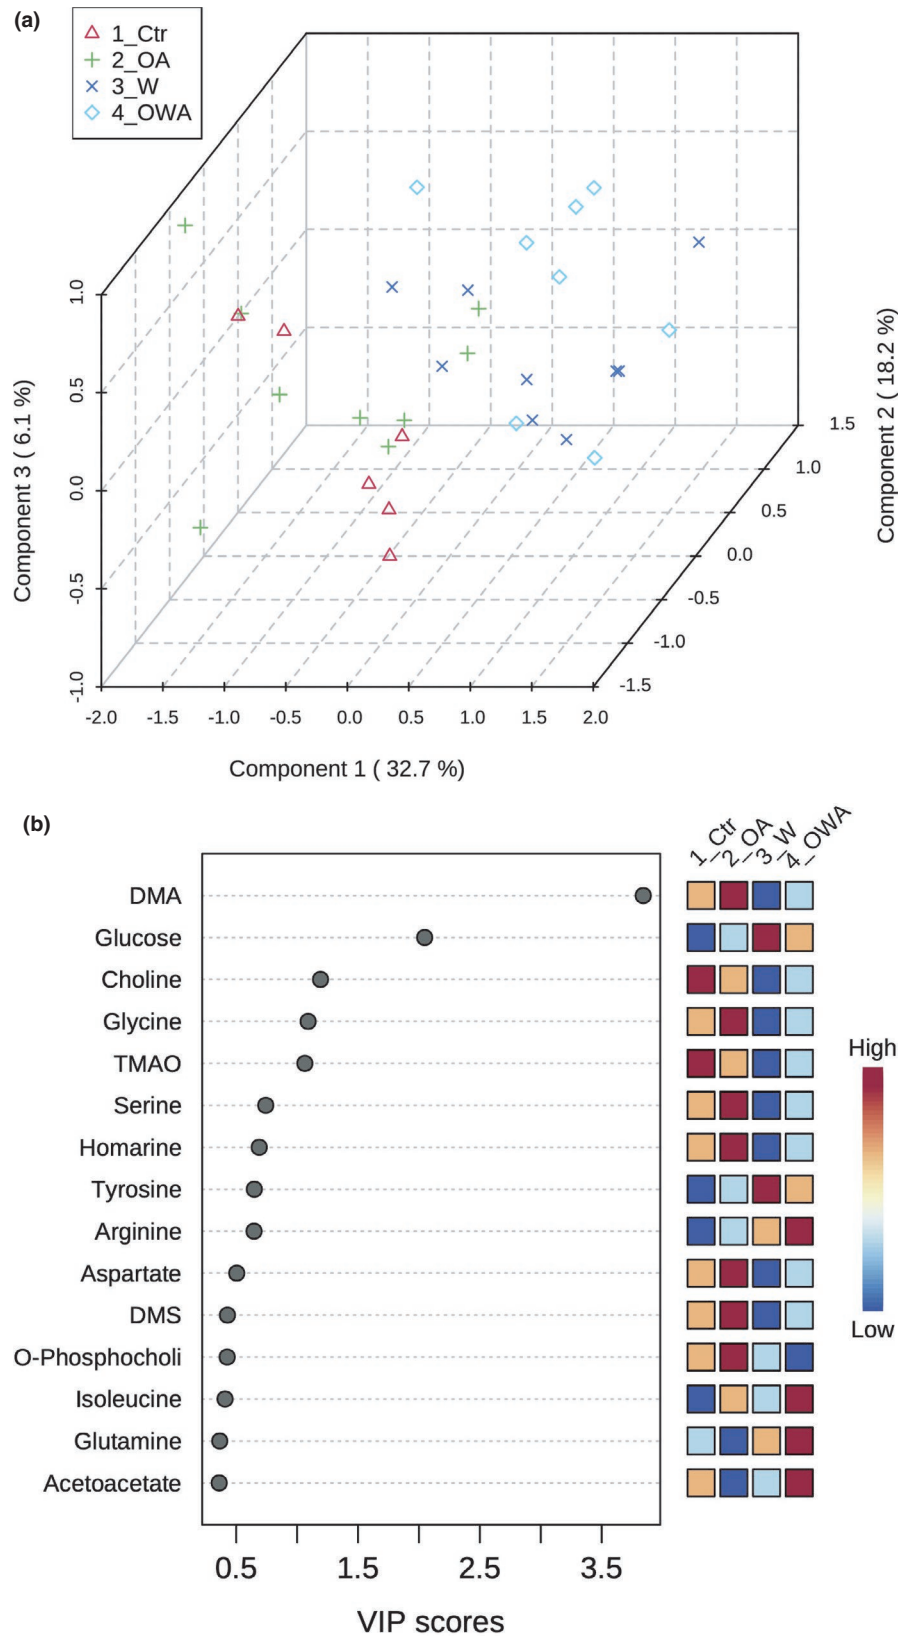 (a)
1_Ctr
2_OA
3_W
4_OWA
Component 3 ( 6.1 %)
1.0
0.5
0.0
-0.5
-1.0
-2.0 -1.5 -1.0 -0.5 0.0 0.5 1.0 1.5 2.0
Component 1 ( 32.7 %)
1.5
1.0
0.5
0.0
-0.5
-1.0
-1.5
Component 2 ( 18.2 %)
(b)
1_Ctr 2_OA 3_W 4_OWA
DMA
Glucose
Choline
Glycine
TMAO
Serine
Homarine
Tyrosine
Arginine
Aspartate
DMS
O-Phosphocholi
Isoleucine
Glutamine
Acetoacetate
0.5 1.5 2.5 3.5
VIP scores
High
Low